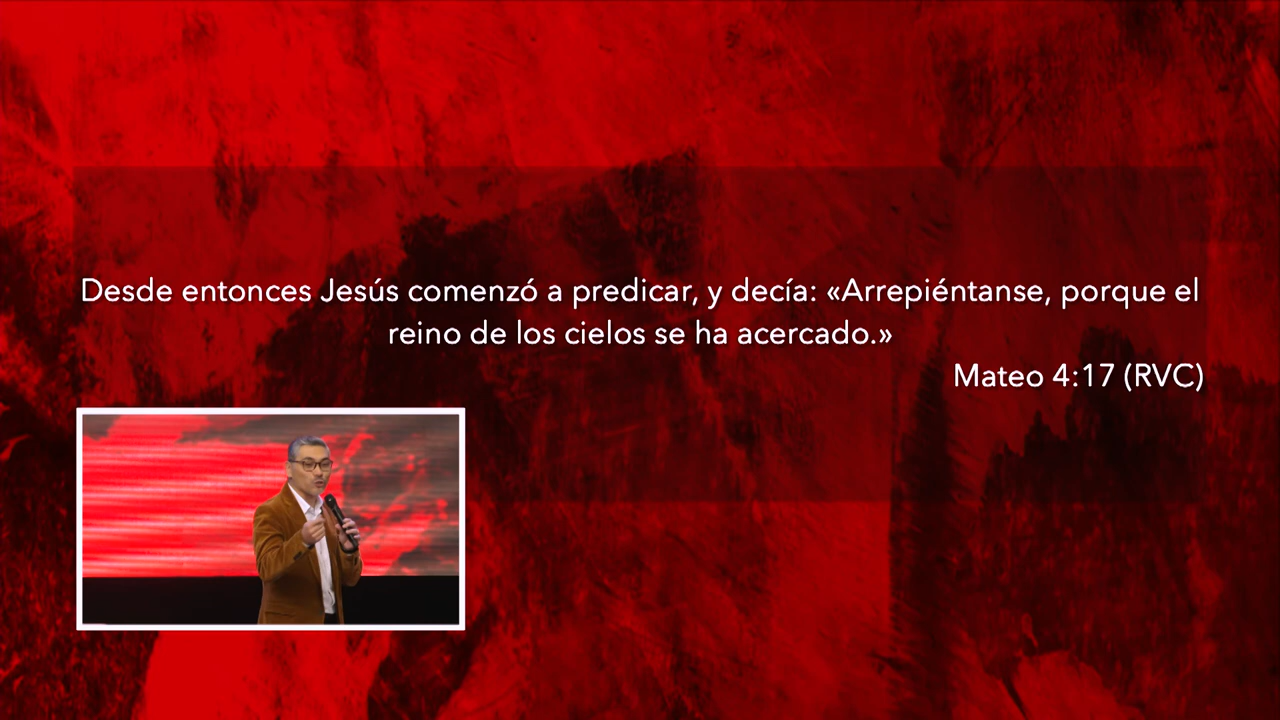 Desde entonces Jesús comenzó a predicar, y decía: «Arrepiéntanse, porque el
reino de los cielos se ha acercado.»
Mateo 4:17 (RVC)